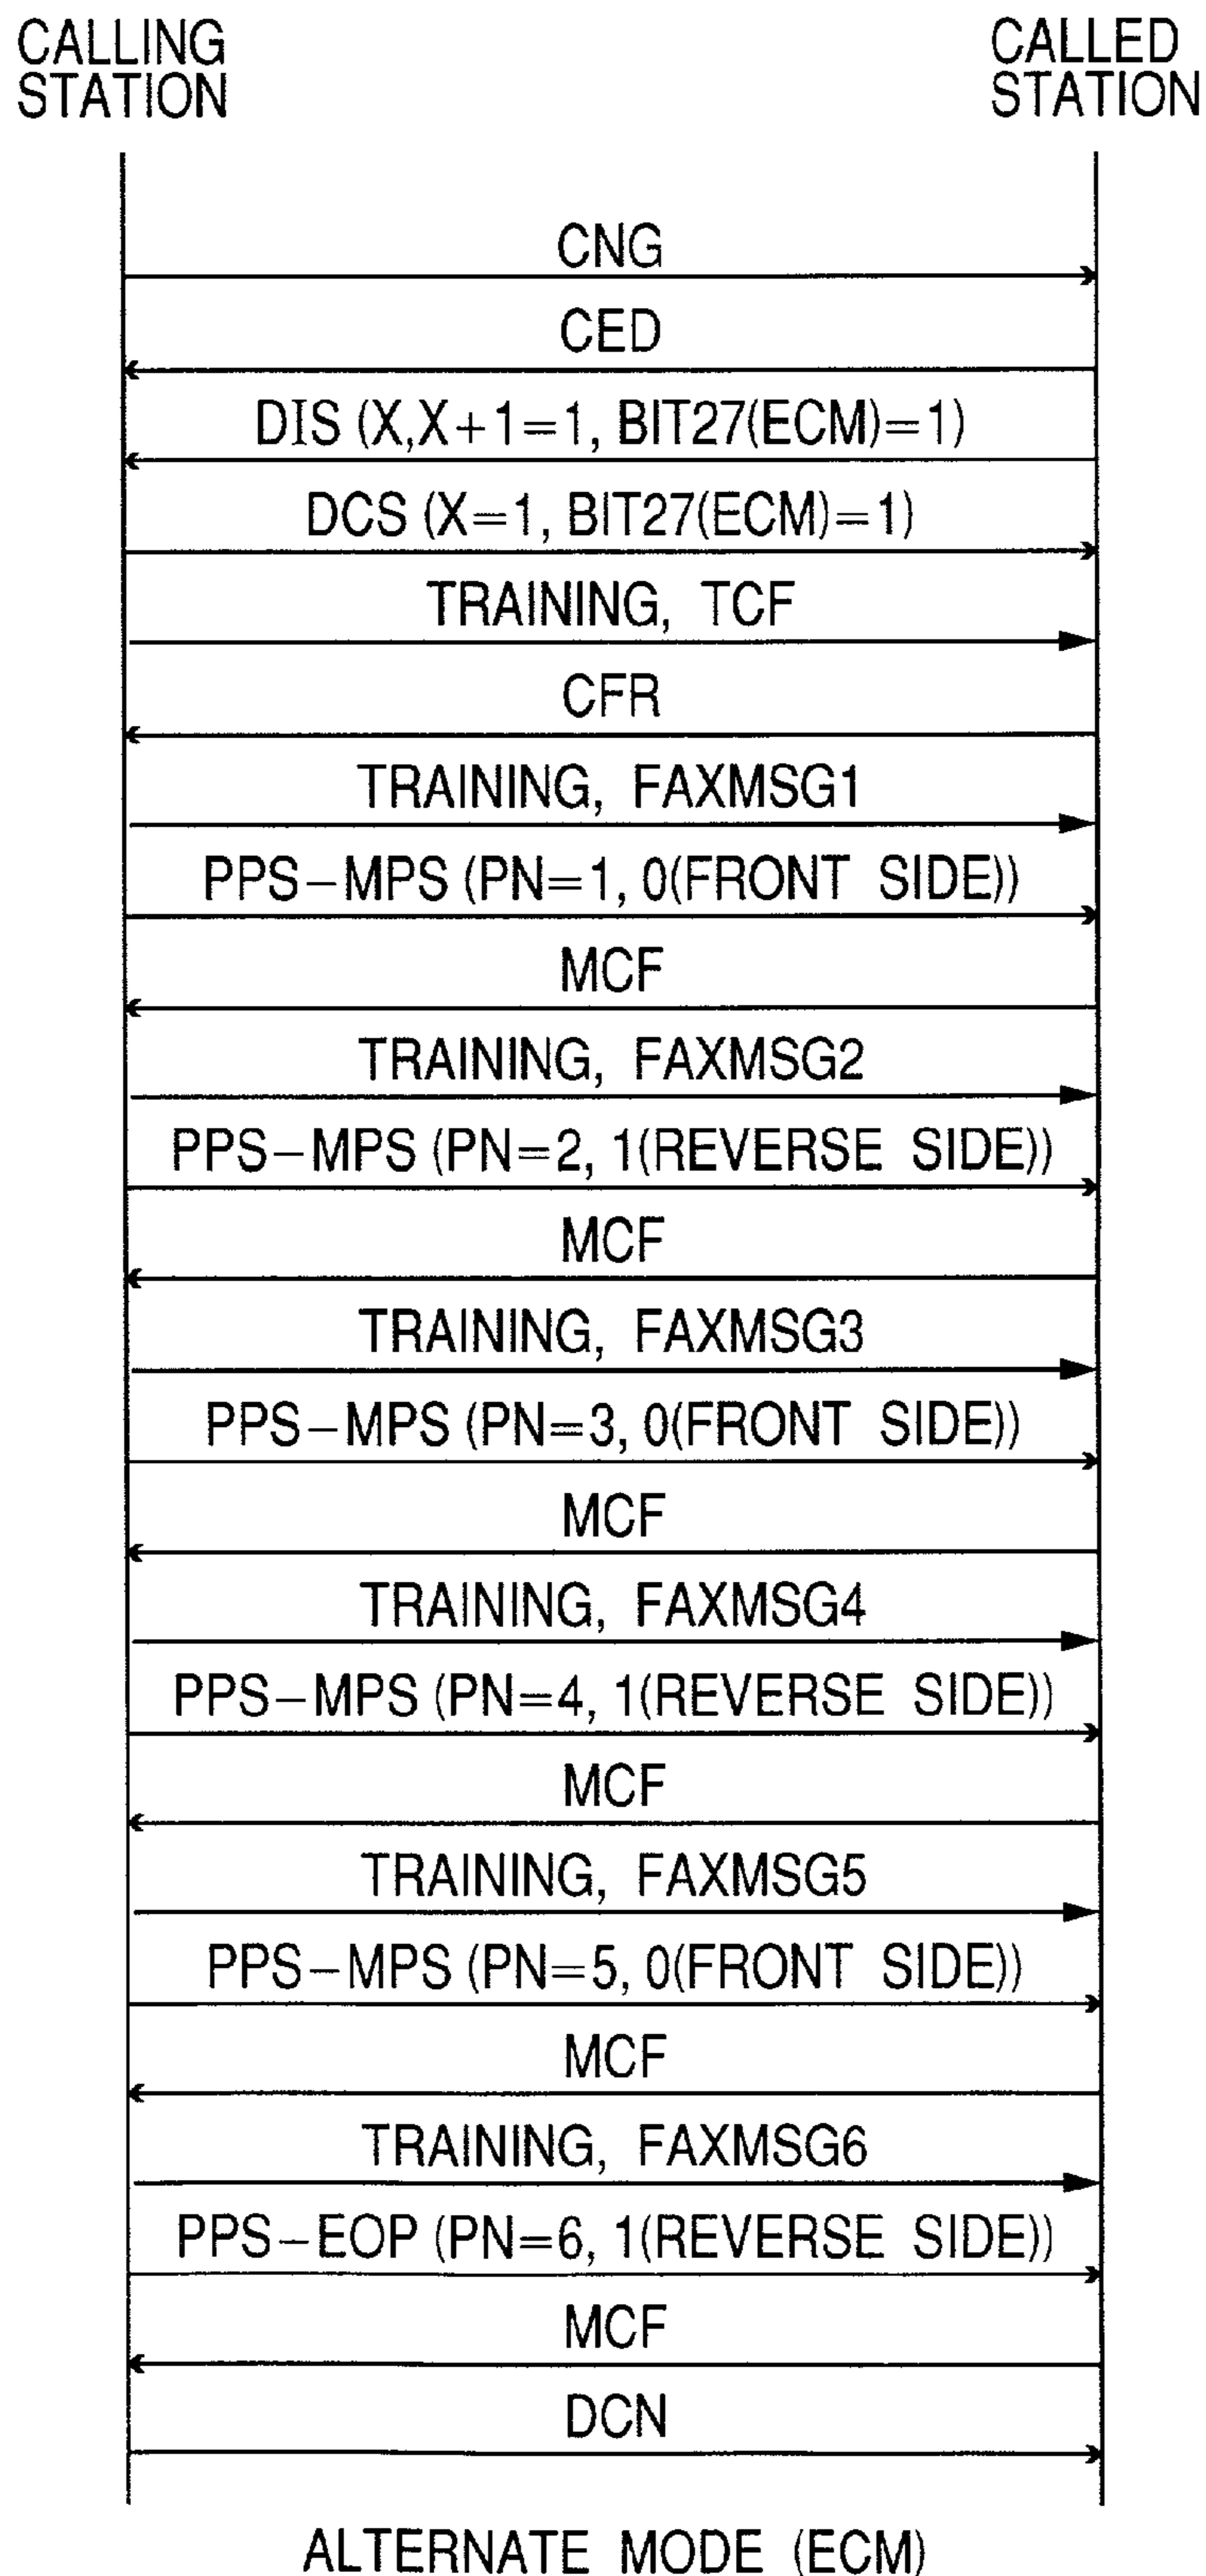 CALLING
STATION
CALLED
STATION
CNG
CED
DIS (X,X+1=1, BIT27(ECM)=1)
DCS (X=1, BIT27(ECM)=1)
TRAINING, TCF
CFR
TRAINING, FAXMSG1
PPS-MPS (PN=1, 0(FRONT SIDE))
MCF
TRAINING, FAXMSG2
PPS-MPS (PN=2, 1(REVERSE SIDE))
MCF
TRAINING, FAXMSG3
PPS-MPS (PN=3, 0(FRONT SIDE))
MCF
TRAINING, FAXMSG4
PPS-MPS (PN=4, 1(REVERSE SIDE))
MCF
TRAINING, FAXMSG5
PPS-MPS (PN=5, 0(FRONT SIDE))
MCF
TRAINING, FAXMSG6
PPS-EOP (PN=6, 1(REVERSE SIDE))
MCF
DCN
ALTERNATE MODE (ECM)